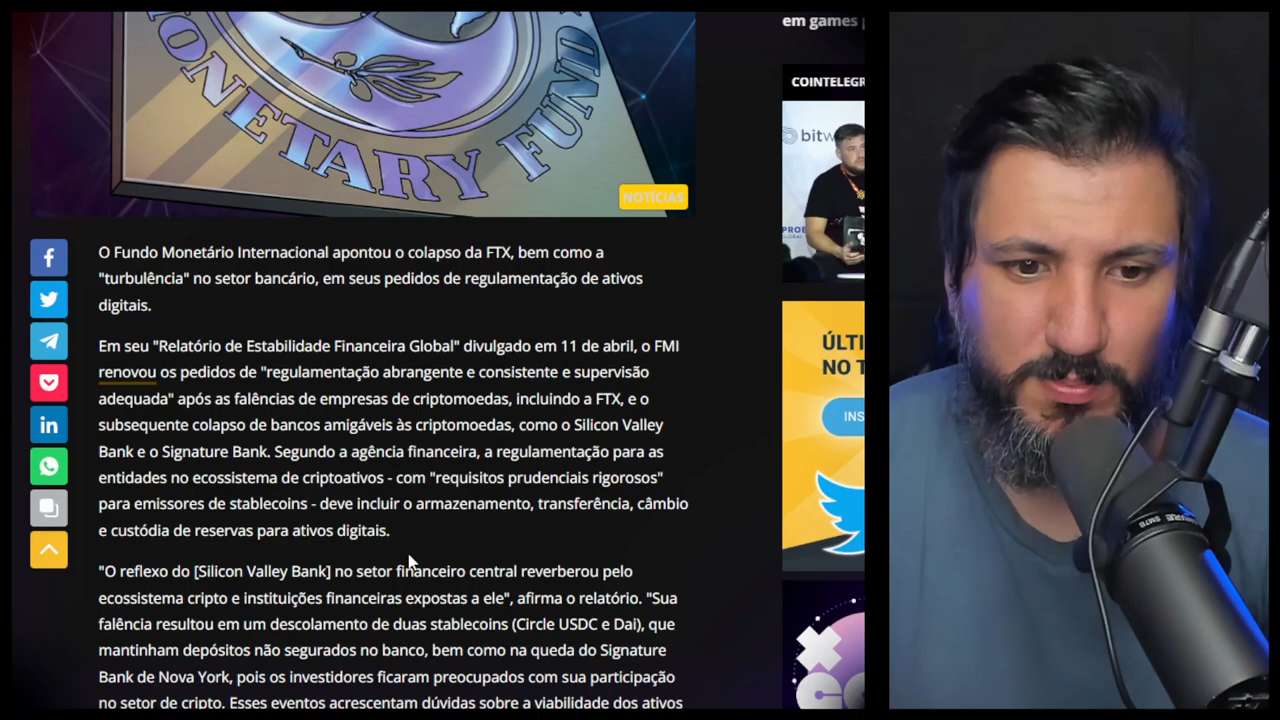 em games
COINTELEGR
MONETARY FUND
NOTÍCIAS
O Fundo Monetário Internacional apontou o colapso da FTX, bem como a
"turbulência" no setor bancário, em seus pedidos de regulamentação de ativos
digitais.
Em seu "Relatório de Estabilidade Financeira Global" divulgado em 11 de abril, o FMI
renovou os pedidos de "regulamentação abrangente e consistente e supervisão
adequada" após as falências de empresas de criptomoedas, incluindo a FTX, e o
subsequente colapso de bancos amigáveis às criptomoedas, como o Silicon Valley
Bank e o Signature Bank. Segundo a agência financeira, a regulamentação para as
entidades no ecossistema de criptoativos - com "requisitos prudenciais rigorosos"
para emissores de stablecoins - deve incluir o armazenamento, transferência, câmbio
e custódia de reservas para ativos digitais.
"O reflexo do [Silicon Valley Bank] no setor financeiro central reverberou pelo
ecossistema cripto e instituições financeiras expostas a ele", afirma o relatório. "Sua
falência resultou em um descolamento de duas stablecoins (Circle USDC e Dai), que
mantinham depósitos não segurados no banco, bem como na queda do Signature
Bank de Nova York, pois os investidores ficaram preocupados com sua participação
no setor de cripto. Esses eventos acrescentam dúvidas sobre a viabilidade dos ativos
bitw
ÚLTI
NO T
INS
SM7B